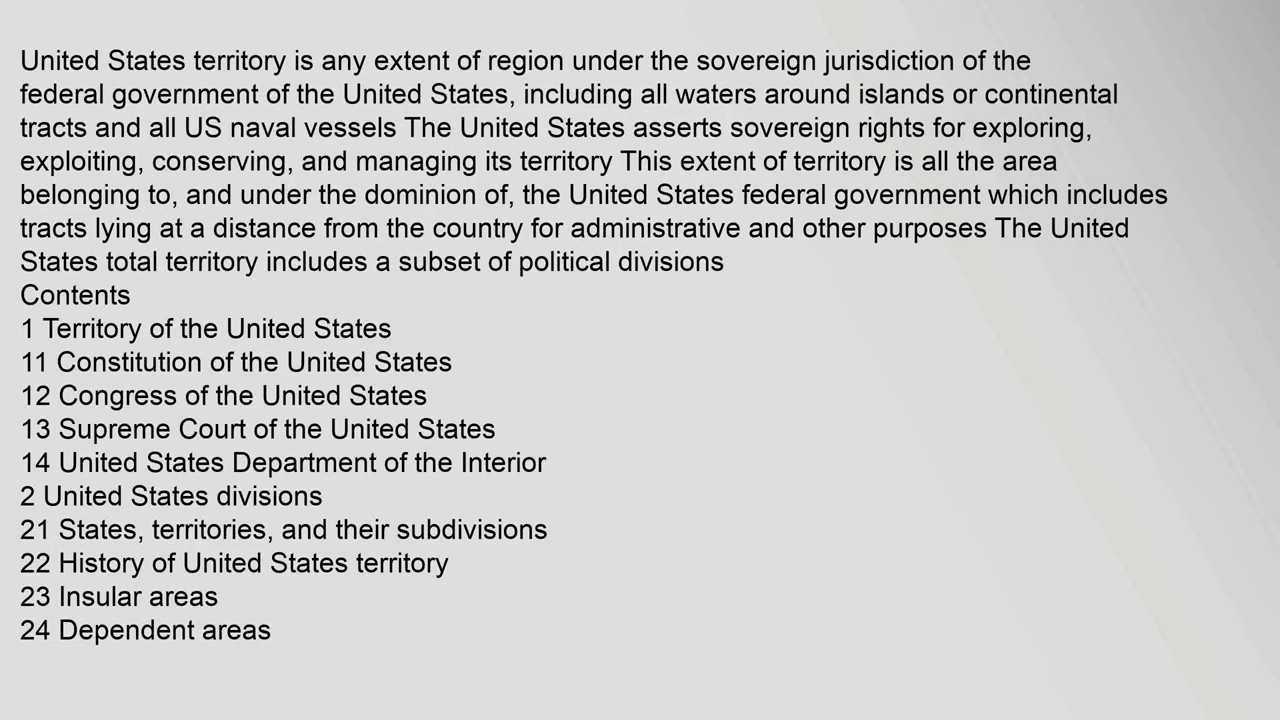 United States territory is any extent of region under the sovereign jurisdiction of the
federal government of the United States, including all waters around islands or continental
tracts and all US naval vessels The United States asserts sovereign rights for exploring,
exploiting, conserving, and managing its territory This extent of territory is all the area
belonging to, and under the dominion of, the United States federal government which includes
tracts lying at a distance from the country for administrative and other purposes The United
States total territory includes a subset of political divisions
Contents
1 Territory of the United States
11 Constitution of the United States
12 Congress of the United States
13 Supreme Court of the United States
14 United States Department of the Interior
2 United States divisions
21 States, territories, and their subdivisions
22 History of United States territory
23 Insular areas
24 Dependent areas